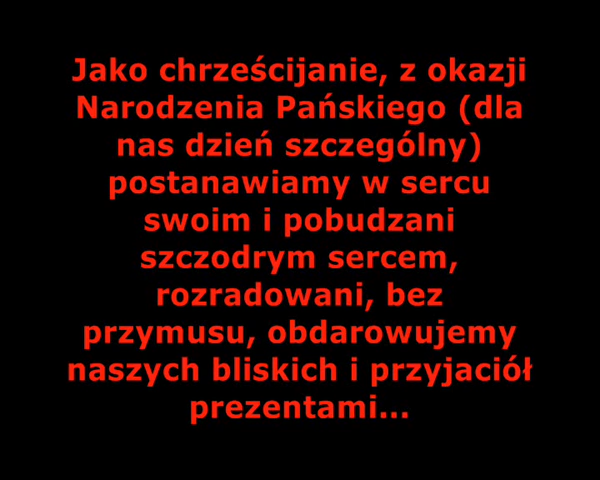 Jako chrześcijanie, z okazji
Narodzenia Pańskiego (dla
nas dzień szczególny)
postanawiamy w sercu
swoim i pobudzani
szczodrym sercem,
rozradowani, bez
przymusu, obdarowujemy
naszych bliskich i przyjaciół
prezentami...